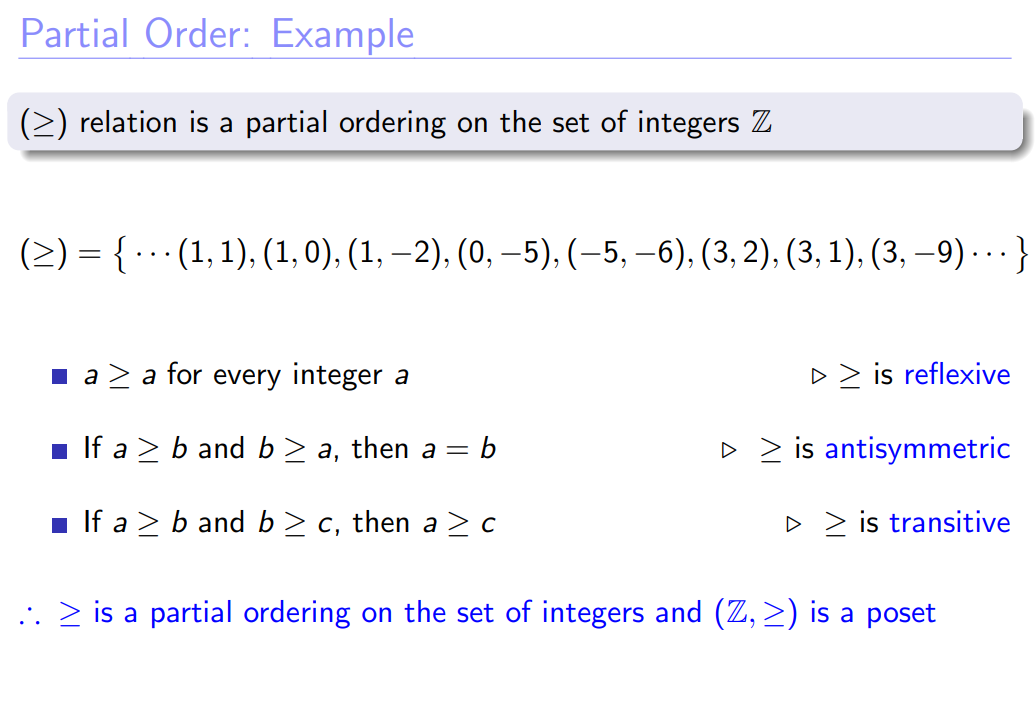 Partial Order: Example
(≥) relation is a partial ordering on the set of integers ℤ
(≥) = { ⋯ (1, 1), (1, 0), (1, −2), (0, −5), (−5, −6), (3, 2), (3, 1), (3, −9) ⋯ }
■ a ≥ a for every integer a ▷ ≥ is reflexive
■ If a ≥ b and b ≥ a, then a = b ▷ ≥ is antisymmetric
■ If a ≥ b and b ≥ c, then a ≥ c ▷ ≥ is transitive
∴ ≥ is a partial ordering on the set of integers and (ℤ, ≥) is a poset